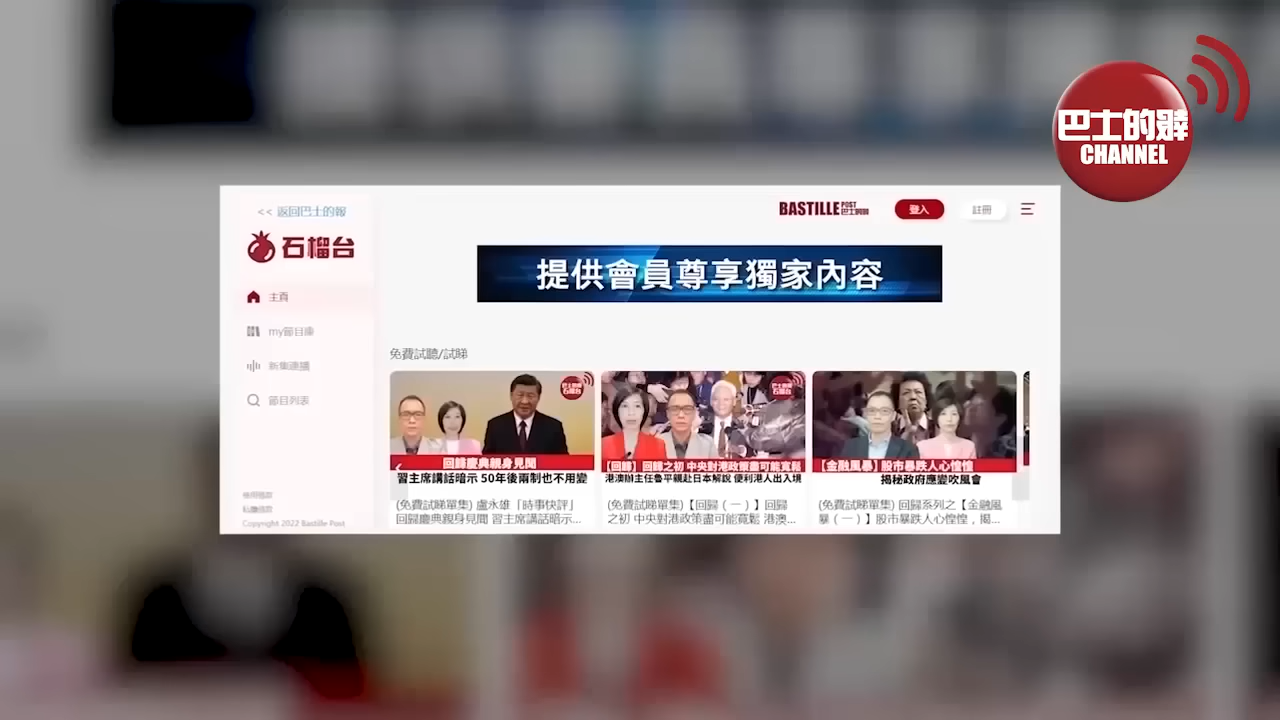 巴士的報
CHANNEL
<< 返回巴士的報
BASTILLE POST
巴士的報
登入
註冊
石榴台
提供會員尊享獨家內容
主頁
my節目庫
新集連播
節目列表
免費試聽/試睇
回歸慶典親身見聞
習主席講話暗示 50年後兩制也不用變
(免費試睇單集) 盧永雄「時事快評」
回歸慶典親身見聞 習主席講話暗示...
【回歸】回歸之初 中央對港政策盡可能寬鬆
港澳辦主任魯平親赴日本解說 便利港人出入境
(免費試睇單集)【回歸（一）】回歸
之初 中央對港政策盡可能寬鬆 港澳...
【金融風暴】股市暴跌人心惶惶
揭秘政府應變吹風會
(免費試睇單集) 回歸系列之【金融風
暴（一）】股市暴跌人心惶惶，揭...
使用條款
私隱條款
Copyright 2022 Bastille Post